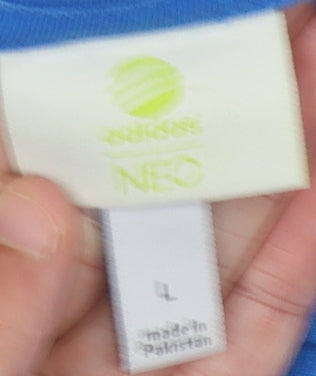 adidas
NEO
L
made in
Pakistan